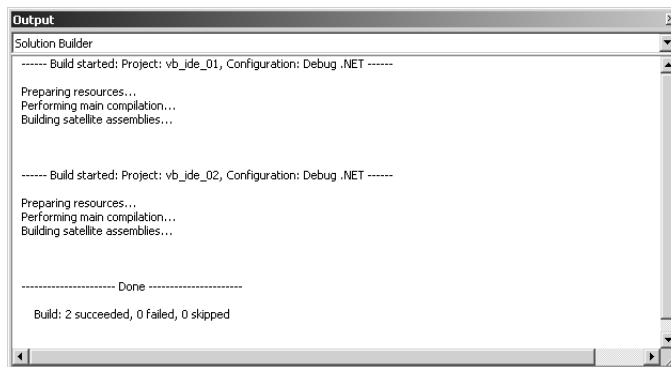 Output
Solution Builder
------ Build started: Project: vb_ide_01, Configuration: Debug .NET ------
Preparing resources...
Performing main compilation...
Building satellite assemblies...
------ Build started: Project: vb_ide_02, Configuration: Debug .NET ------
Preparing resources...
Performing main compilation...
Building satellite assemblies...
---------------------- Done ----------------------
Build: 2 succeeded, 0 failed, 0 skipped